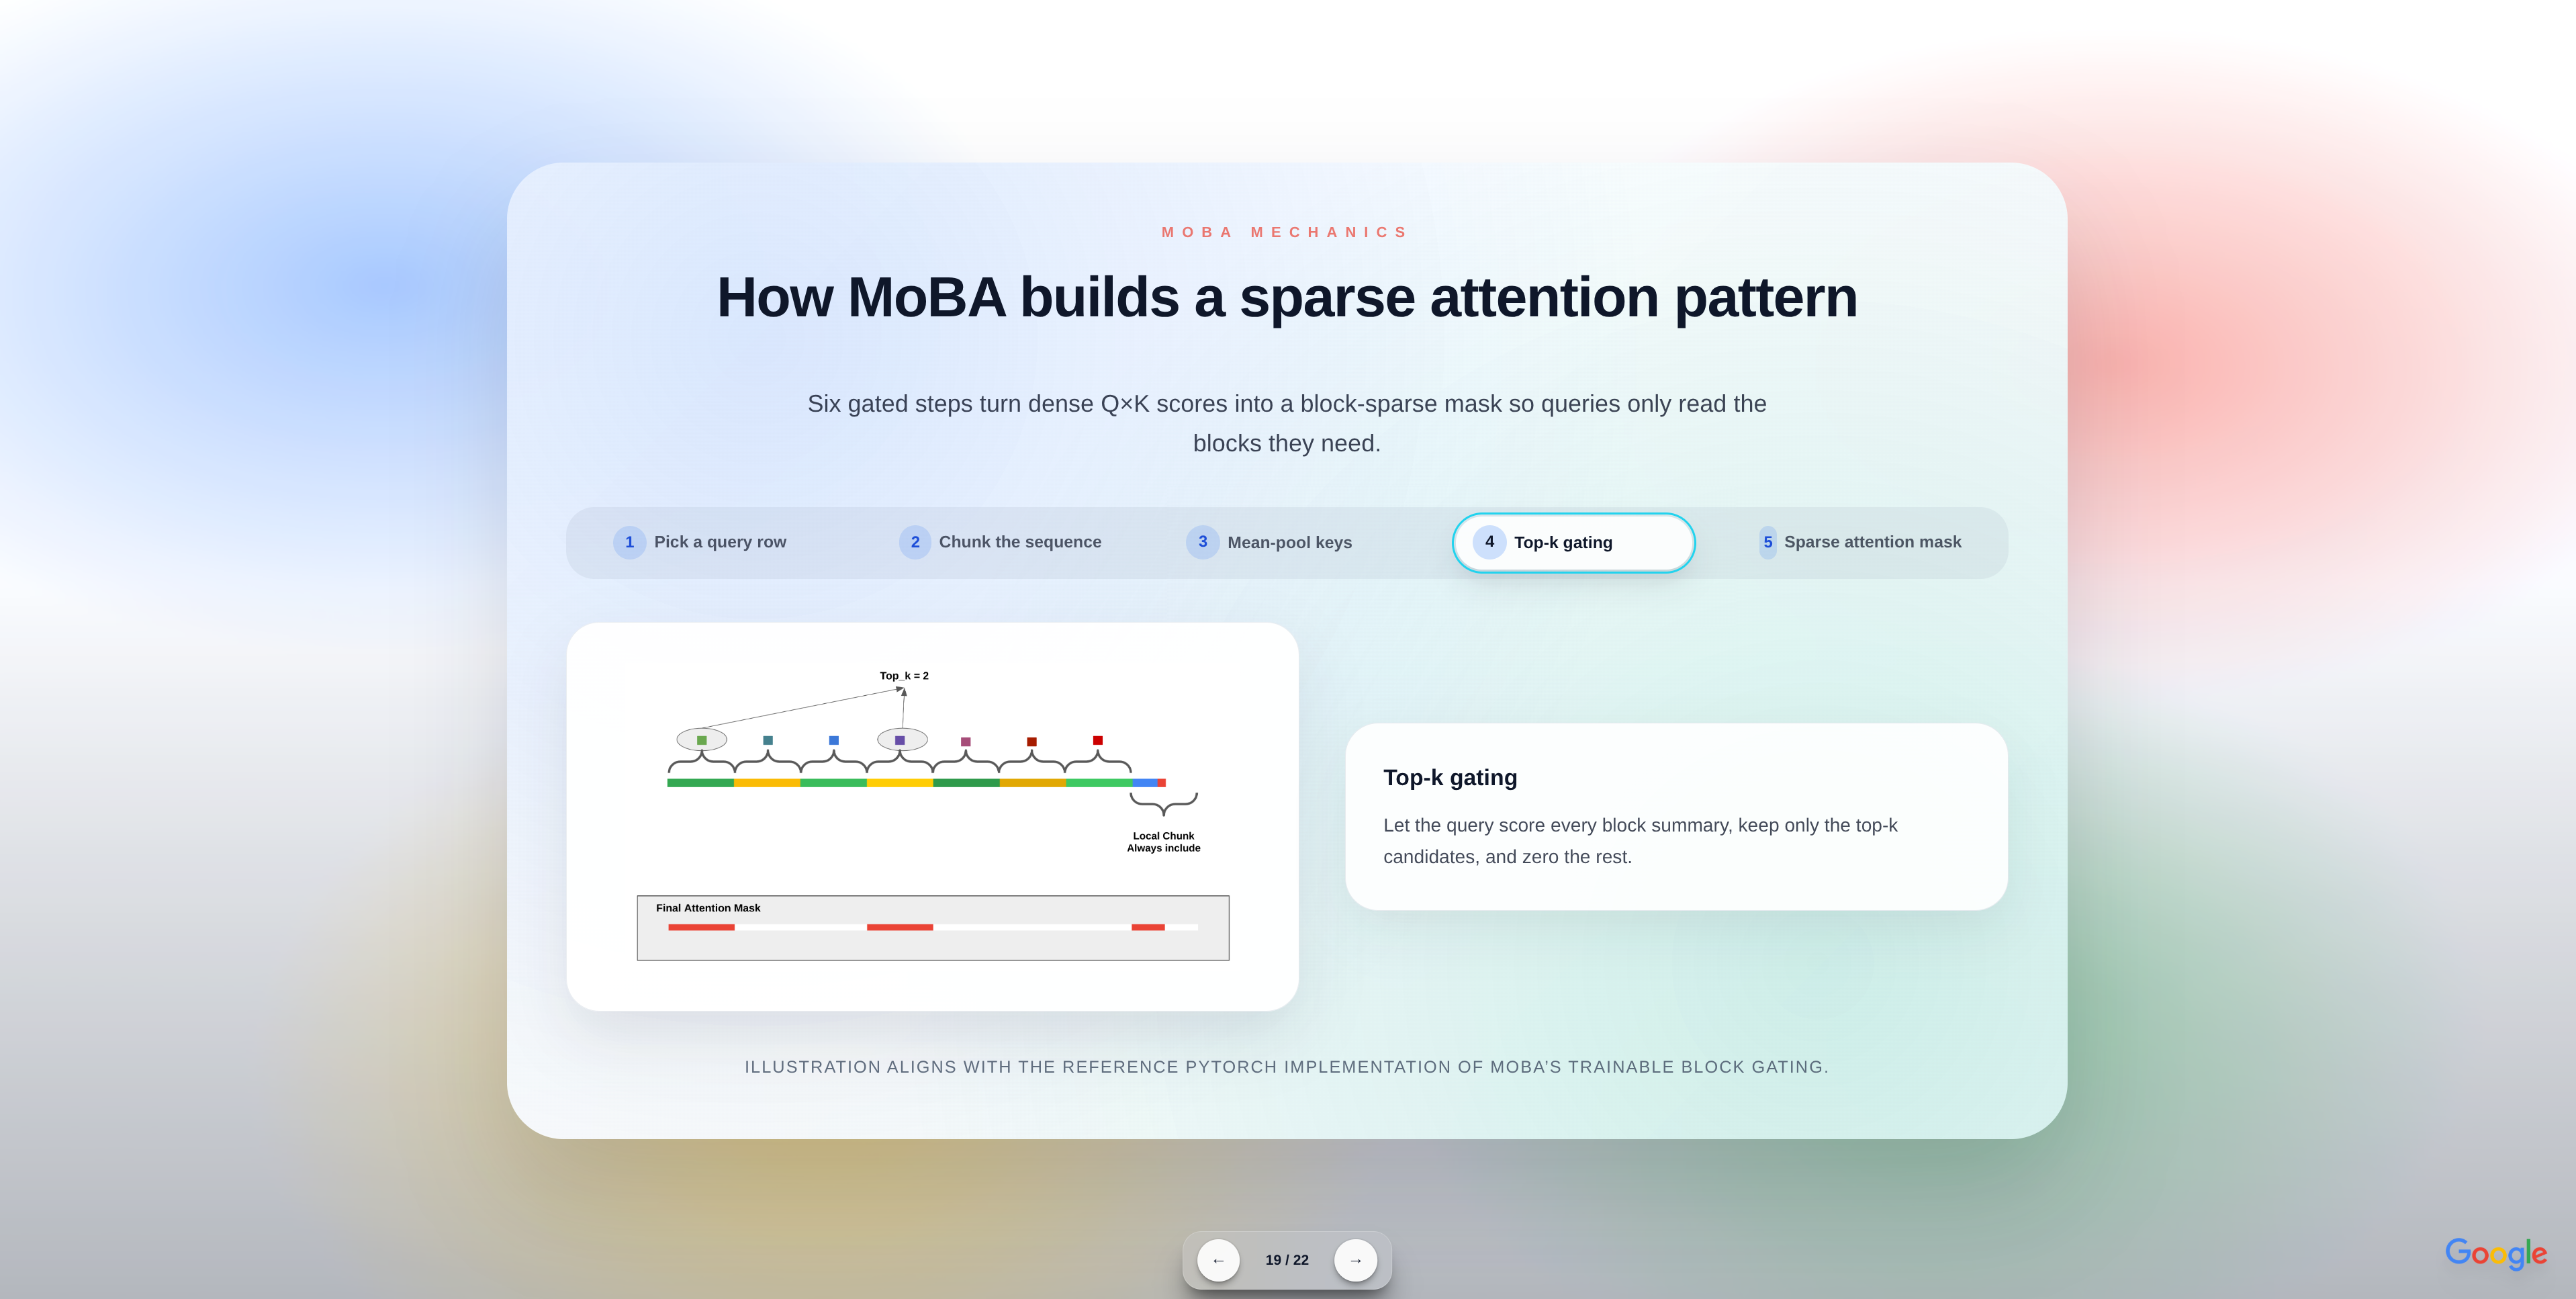 MOBA MECHANICS
How MoBA builds a sparse attention pattern
Six gated steps turn dense Q×K scores into a block-sparse mask so queries only read the
blocks they need.
1 Pick a query row
2 Chunk the sequence
3 Mean-pool keys
4 Top-k gating
5 Sparse attention mask
Top_k = 2
Local Chunk
Always include
Final Attention Mask
Top-k gating
Let the query score every block summary, keep only the top-k
candidates, and zero the rest.
ILLUSTRATION ALIGNS WITH THE REFERENCE PYTORCH IMPLEMENTATION OF MOBA'S TRAINABLE BLOCK GATING.
← 19 / 22 →
Google